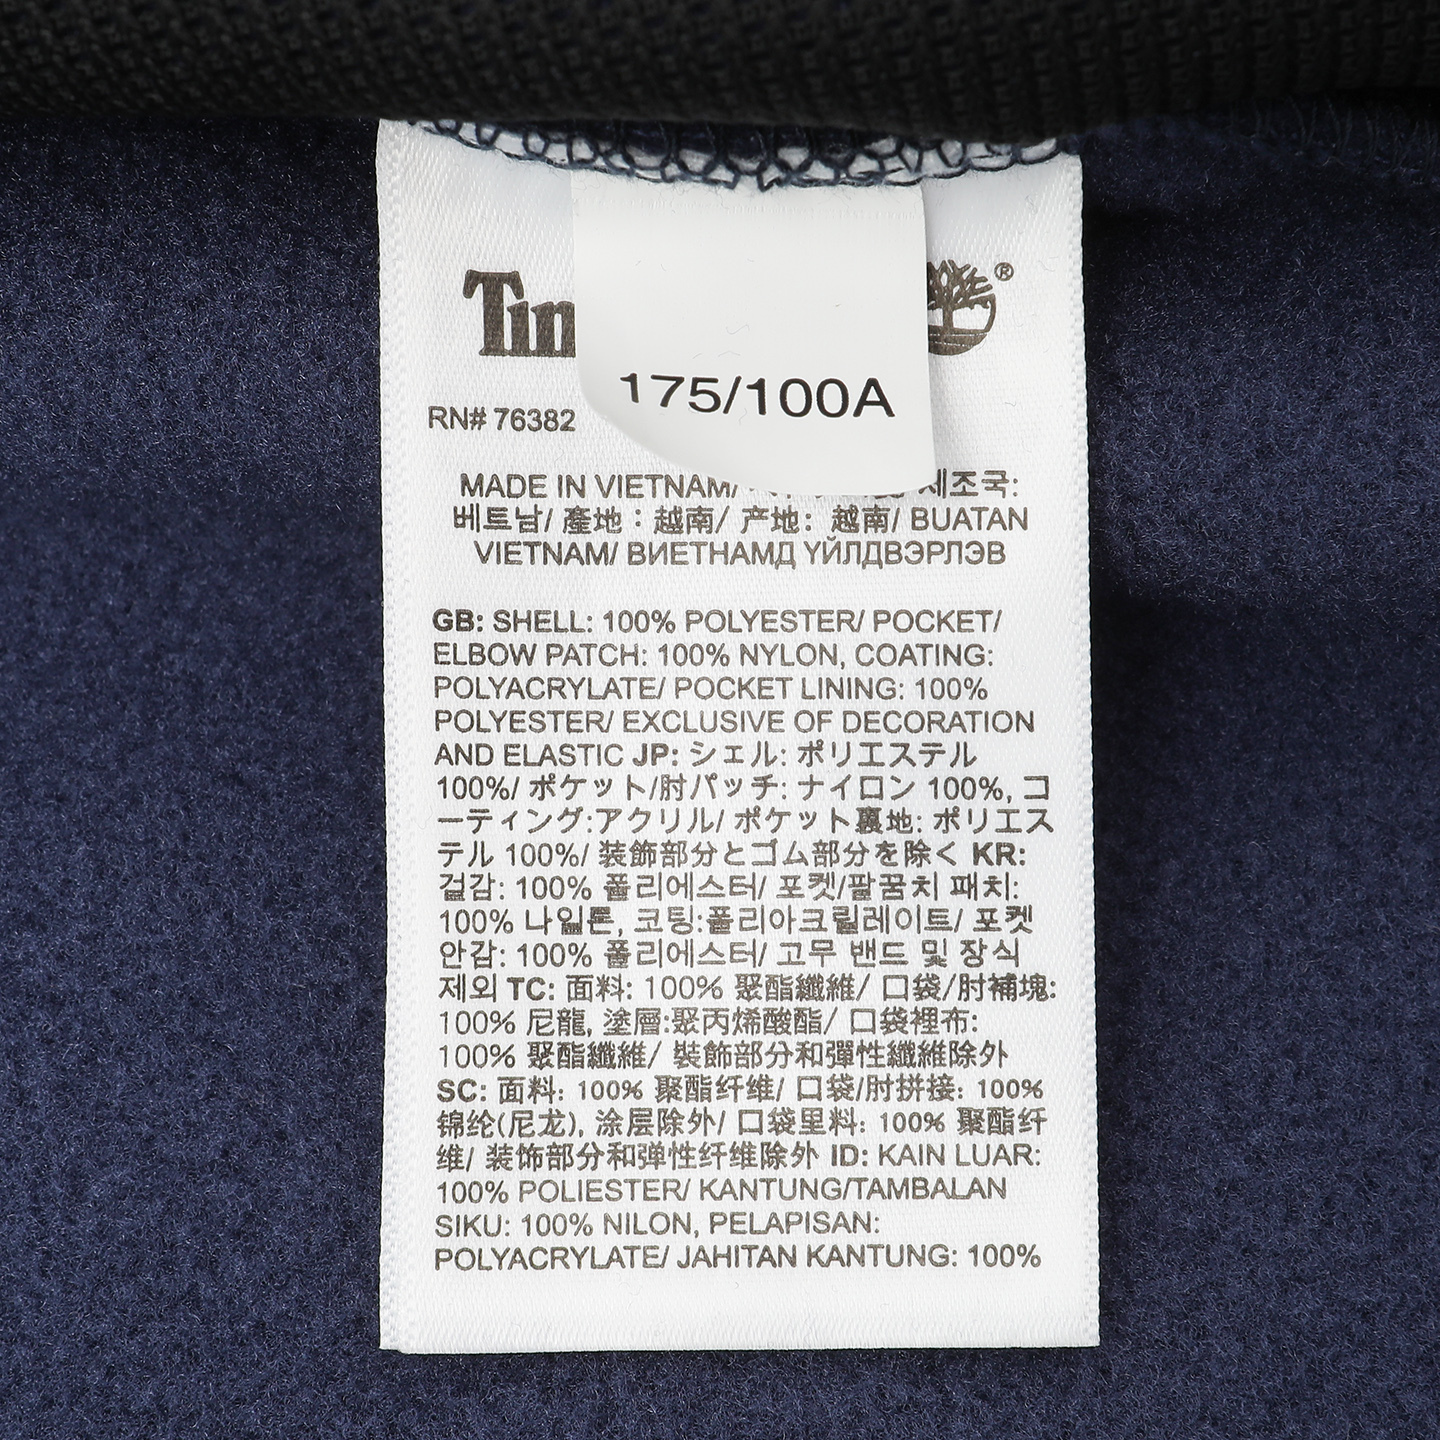 175/100A
RN# 76382
MADE IN VIETNAM/ 제조국:
베트남/ 產地：越南/ 产地：越南/ BUATAN
VIETNAM/ ВИЕТНАМД ҮЙЛДВЭРЛЭВ
GB: SHELL: 100% POLYESTER/ POCKET/
ELBOW PATCH: 100% NYLON, COATING:
POLYACRYLATE/ POCKET LINING: 100%
POLYESTER/ EXCLUSIVE OF DECORATION
AND ELASTIC JP: シェル: ポリエステル
100%/ ポケット/肘パッチ: ナイロン 100%, コ
ーティング:アクリル/ ポケット裏地: ポリエス
テル 100%/ 装飾部分とゴム部分を除く KR:
겉감: 100% 폴리에스터/ 포켓/팔꿈치 패치:
100% 나일론, 코팅:폴리아크릴레이트/ 포켓
안감: 100% 폴리에스터/ 고무 밴드 및 장식
제외 TC: 面料: 100% 聚酯纖維/ 口袋/肘補塊:
100% 尼龍, 塗層:聚丙烯酸酯/ 口袋裡布:
100% 聚酯纖維/ 裝飾部分和彈性纖維除外
SC: 面料: 100% 聚酯纤维/ 口袋/肘拼接: 100%
锦纶(尼龙), 涂层除外/ 口袋里料: 100% 聚酯纤
维/ 装饰部分和弹性纤维除外 ID: KAIN LUAR:
100% POLIESTER/ KANTUNG/TAMBALAN
SIKU: 100% NILON, PELAPISAN:
POLYACRYLATE/ JAHITAN KANTUNG: 100%